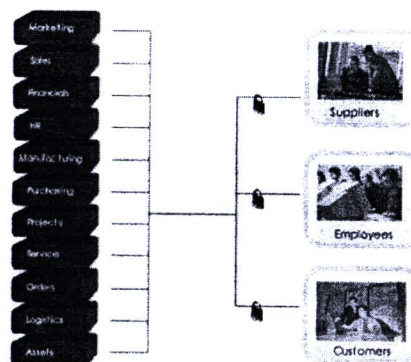 Marketing
Sales
Financials
HR
Manufacturing
Purchasing
Projects
Service
Orders
Logistics
Assets
Suppliers
Employees
Customers